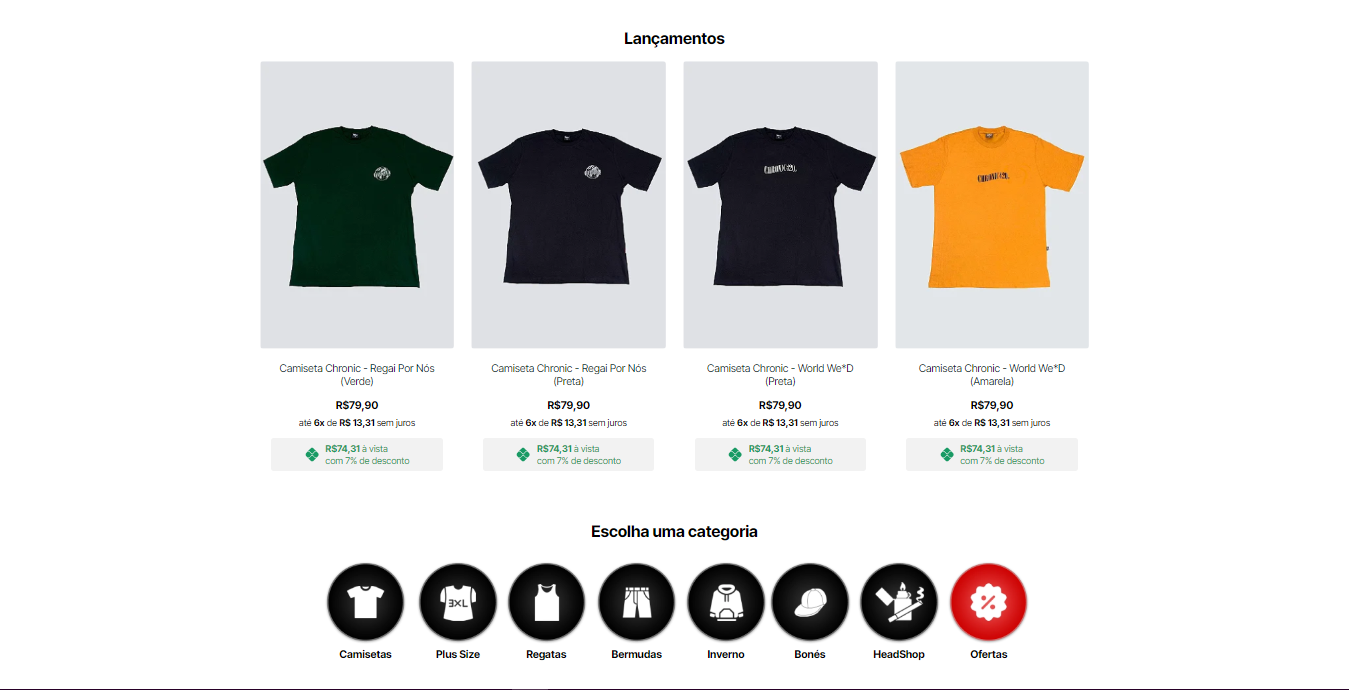 Lançamentos
Camiseta Chronic - Regai Por Nós
(Verde)
R$79,90
até 6x de R$ 13,31 sem juros
R$74,31 à vista
com 7% de desconto
Camiseta Chronic - Regai Por Nós
(Preta)
R$79,90
até 6x de R$ 13,31 sem juros
R$74,31 à vista
com 7% de desconto
Camiseta Chronic - World We*D
(Preta)
R$79,90
até 6x de R$ 13,31 sem juros
R$74,31 à vista
com 7% de desconto
Camiseta Chronic - World We*D
(Amarela)
R$79,90
até 6x de R$ 13,31 sem juros
R$74,31 à vista
com 7% de desconto
Escolha uma categoria
3XL
%
Camisetas
Plus Size
Regatas
Bermudas
Inverno
Bonés
HeadShop
Ofertas